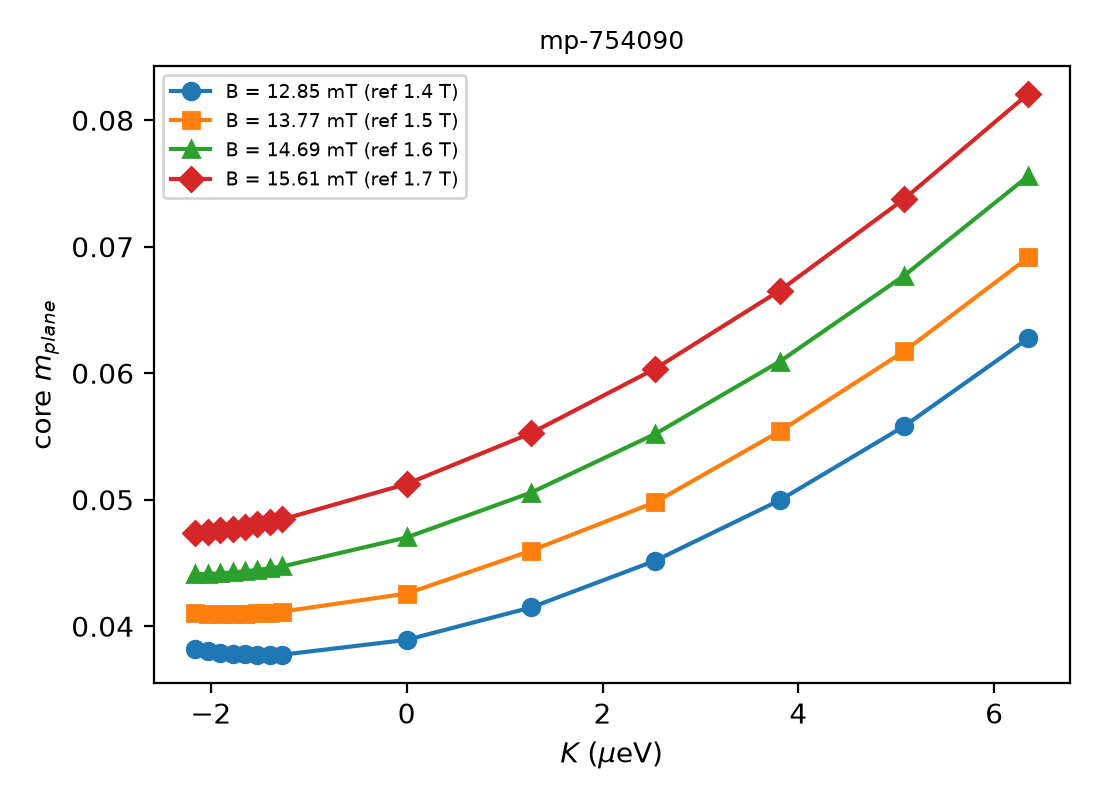 mp-754090
B = 12.85 mT (ref 1.4 T)
B = 13.77 mT (ref 1.5 T)
B = 14.69 mT (ref 1.6 T)
B = 15.61 mT (ref 1.7 T)
0.08
0.07
0.06
0.05
0.04
core m_plane
−2 0 2 4 6
K (μeV)